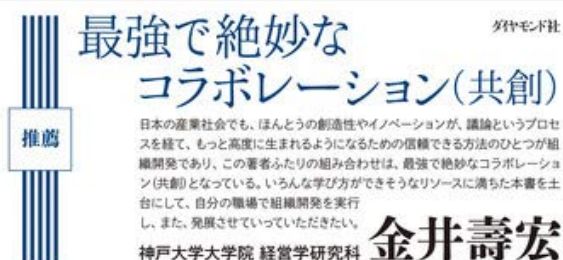 最強で絶妙な
ダイヤモンド社
コラボレーション(共創)
推薦
日本の産業社会でも、ほんとうの創造性やイノベーションが、議論というプロセ
スを経て、もっと高度に生まれるようになるための信頼できる方法のひとつが組
織開発であり、この著者ふたりの組み合わせは、最強で絶妙なコラボレーショ
ン(共創)となっている。いろんな学び方ができそうなリソースに満ちた本書を土
台にして、自分の職場で組織開発を実行
し、また、発展させていっていただきたい。
神戸大学大学院 経営学研究科 金井壽宏